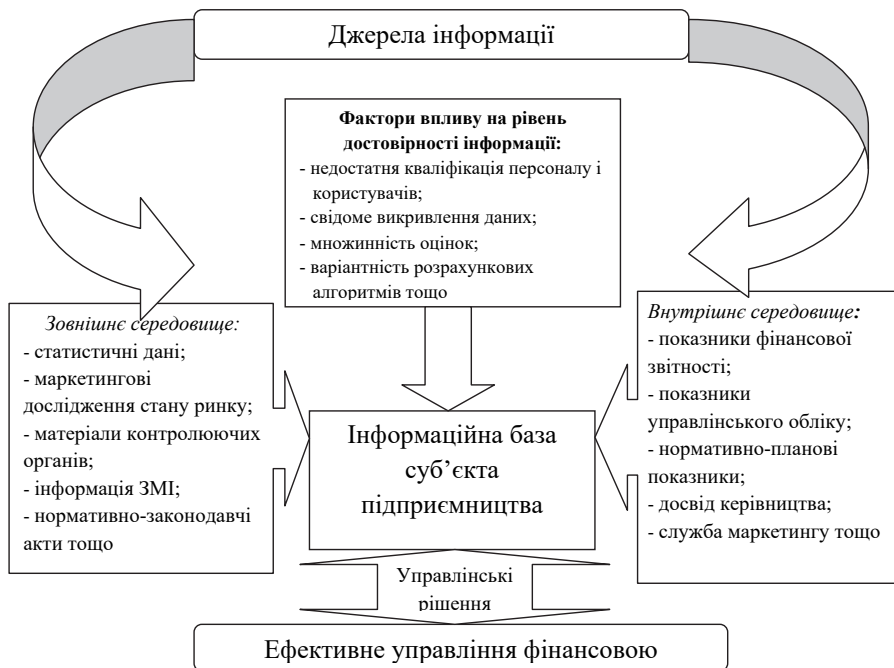 Джерела інформації
Фактори впливу на рівень
достовірності інформації:
- недостатня кваліфікація персоналу і
користувачів;
- свідоме викривлення даних;
- множинність оцінок;
- варіантність розрахункових
алгоритмів тощо
Зовнішнє середовище:
- статистичні дані;
- маркетингові
дослідження стану ринку;
- матеріали контролюючих
органів;
- інформація ЗМІ;
- нормативно-законодавчі
акти тощо
Інформаційна база
суб’єкта
підприємництва
Внутрішнє середовище:
- показники фінансової
звітності;
- показники
управлінського обліку;
- нормативно-планові
показники;
- досвід керівництва;
- служба маркетингу тощо
Управлінські
рішення
Ефективне управління фінансовою